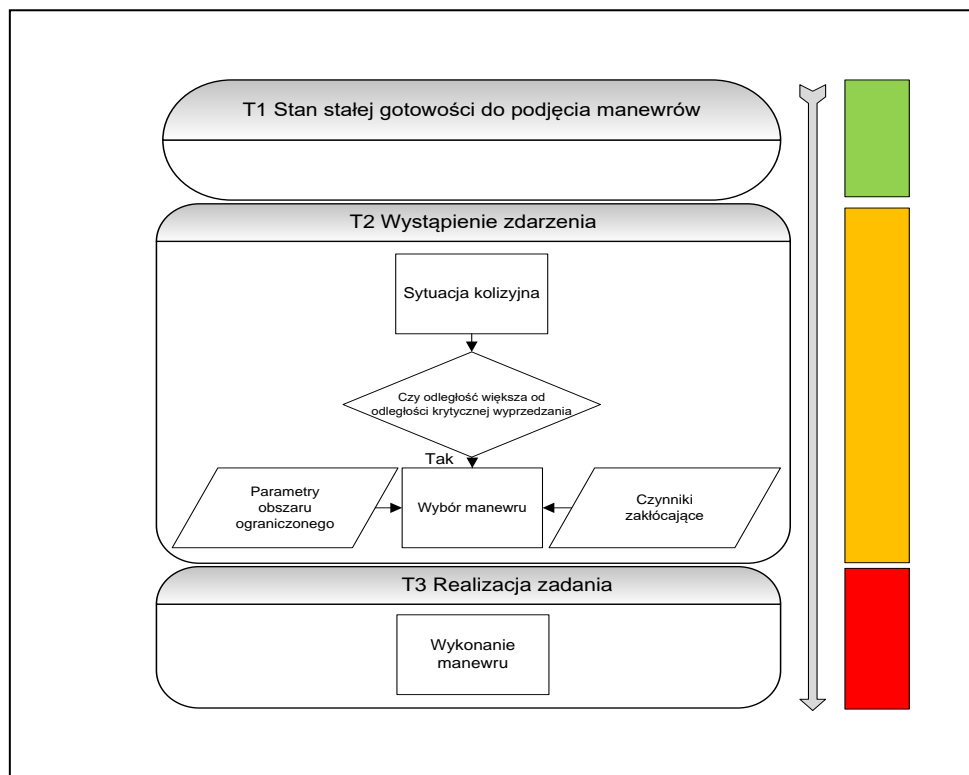 T1 Stan stałej gotowości do podjęcia manewrów
T2 Wystąpienie zdarzenia
Sytuacja kolizyjna
Czy odległość większa od
odległości krytycznej wyprzedzania
Tak
Parametry
obszaru
ograniczonego
Wybór manewru
Czynniki
zakłócające
T3 Realizacja zadania
Wykonanie
manewru